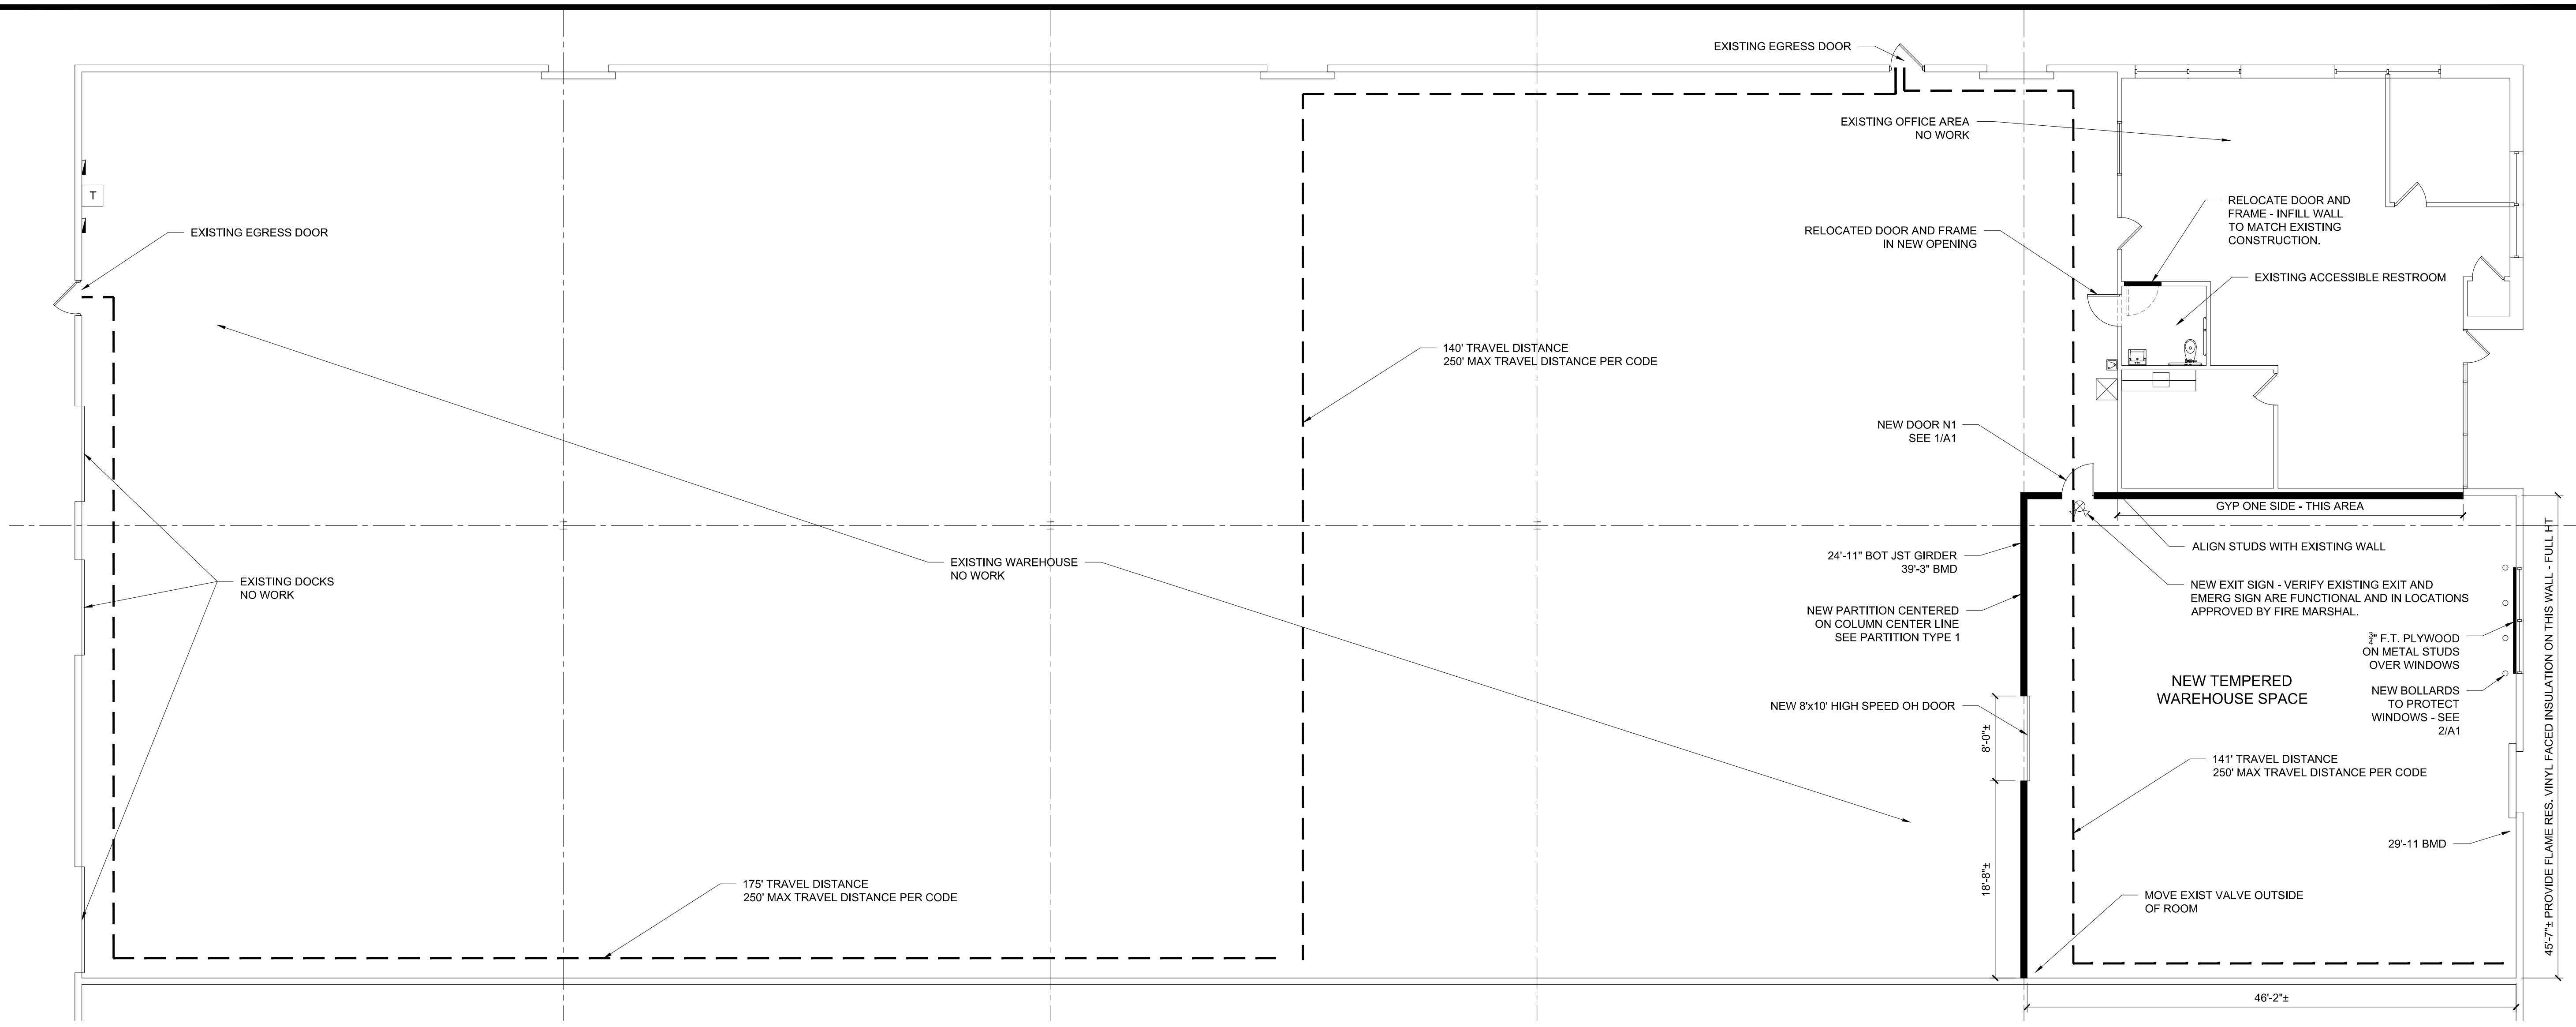 EXISTING EGRESS DOOR
EXISTING OFFICE AREA
NO WORK
T
RELOCATE DOOR AND
FRAME - INFILL WALL
TO MATCH EXISTING
CONSTRUCTION.
EXISTING EGRESS DOOR
RELOCATED DOOR AND FRAME
IN NEW OPENING
EXISTING ACCESSIBLE RESTROOM
140' TRAVEL DISTANCE
250' MAX TRAVEL DISTANCE PER CODE
NEW DOOR N1
SEE 1/A1
GYP ONE SIDE - THIS AREA
ALIGN STUDS WITH EXISTING WALL
24'-11" BOT JST GIRDER
39'-3" BMD
EXISTING WAREHOUSE
NO WORK
EXISTING DOCKS
NO WORK
NEW EXIT SIGN - VERIFY EXISTING EXIT AND
EMERG SIGN ARE FUNCTIONAL AND IN LOCATIONS
APPROVED BY FIRE MARSHAL.
NEW PARTITION CENTERED
ON COLUMN CENTER LINE
SEE PARTITION TYPE 1
3/4" F.T. PLYWOOD
ON METAL STUDS
OVER WINDOWS
NEW TEMPERED
WAREHOUSE SPACE
NEW BOLLARDS
TO PROTECT
WINDOWS - SEE
2/A1
NEW 8'x10' HIGH SPEED OH DOOR
8'-0"±
141' TRAVEL DISTANCE
250' MAX TRAVEL DISTANCE PER CODE
29'-11 BMD
175' TRAVEL DISTANCE
250' MAX TRAVEL DISTANCE PER CODE
18'-8"±
MOVE EXIST VALVE OUTSIDE
OF ROOM
45'-7"± PROVIDE FLAME RES. VINYL FACED INSULATION ON THIS WALL - FULL HT
46'-2"±